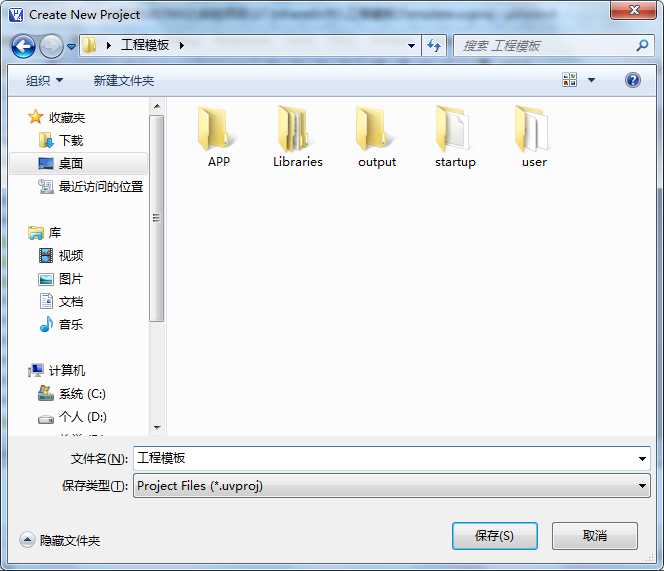 Create New Project
工程模板
搜索 工程模板
组织
新建文件夹
收藏夹
下载
桌面
最近访问的位置
库
视频
图片
文档
音乐
计算机
系统 (C:)
个人 (D:)
APP
Libraries
output
startup
user
文件名(N):
工程模板
保存类型(T):
Project Files (*.uvproj)
隐藏文件夹
保存(S)
取消